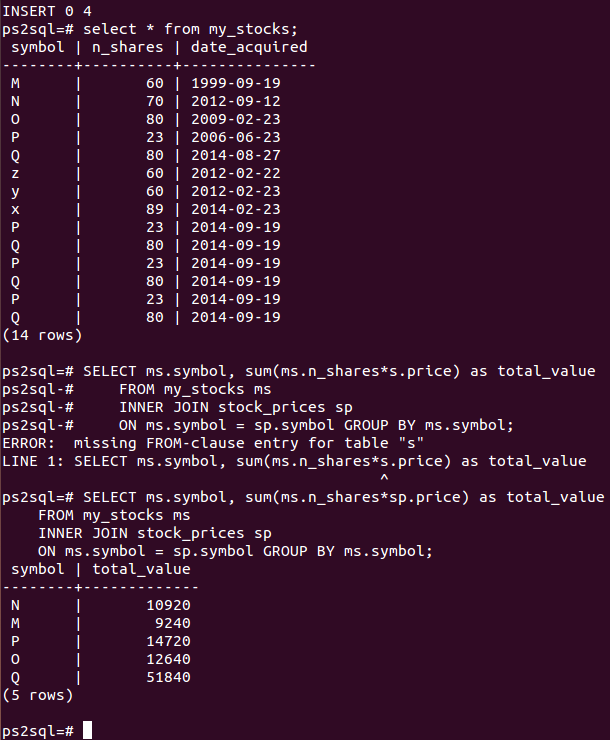 INSERT 0 4
ps2sql=# select * from my_stocks;
 symbol | n_shares | date_acquired
--------+----------+---------------
 M      |       60 | 1999-09-19
 N      |       70 | 2012-09-12
 O      |       80 | 2009-02-23
 P      |       23 | 2006-06-23
 Q      |       80 | 2014-08-27
 z      |       60 | 2012-02-22
 y      |       60 | 2012-02-23
 x      |       89 | 2014-02-23
 P      |       23 | 2014-09-19
 Q      |       80 | 2014-09-19
 P      |       23 | 2014-09-19
 Q      |       80 | 2014-09-19
 P      |       23 | 2014-09-19
 Q      |       80 | 2014-09-19
(14 rows)

ps2sql=# SELECT ms.symbol, sum(ms.n_shares*s.price) as total_value
ps2sql-#     FROM my_stocks ms
ps2sql-#     INNER JOIN stock_prices sp
ps2sql-#     ON ms.symbol = sp.symbol GROUP BY ms.symbol;
ERROR:  missing FROM-clause entry for table "s"
LINE 1: SELECT ms.symbol, sum(ms.n_shares*s.price) as total_value
                                          ^
ps2sql=# SELECT ms.symbol, sum(ms.n_shares*sp.price) as total_value
    FROM my_stocks ms
    INNER JOIN stock_prices sp
    ON ms.symbol = sp.symbol GROUP BY ms.symbol;
 symbol | total_value
--------+-------------
 N      |       10920
 M      |        9240
 P      |       14720
 O      |       12640
 Q      |       51840
(5 rows)

ps2sql=#